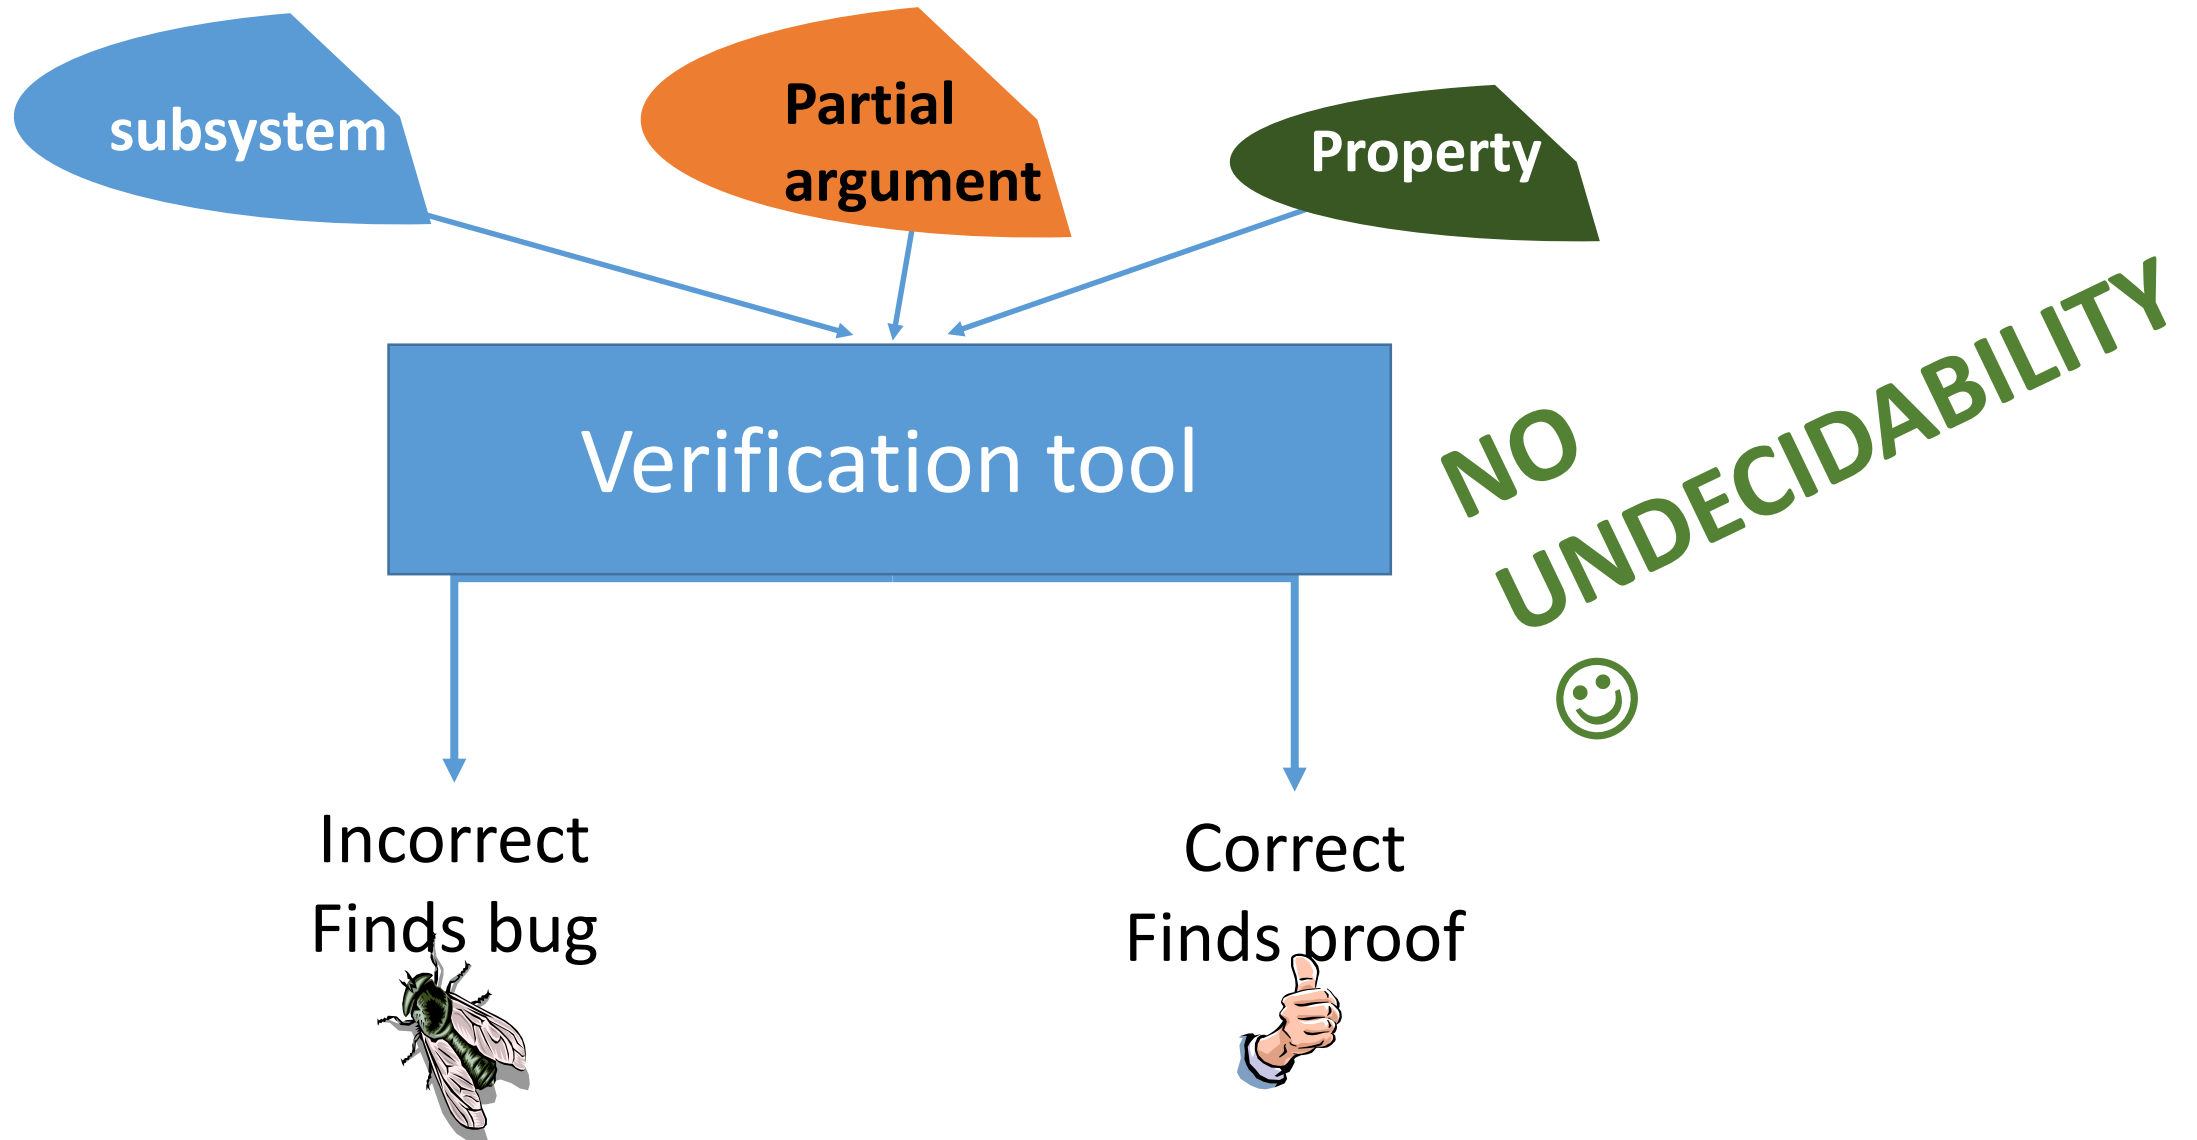 subsystem
Partial
argument
Property
Verification tool
NO
UNDECIDABILITY
Incorrect
Finds bug
Correct
Finds proof